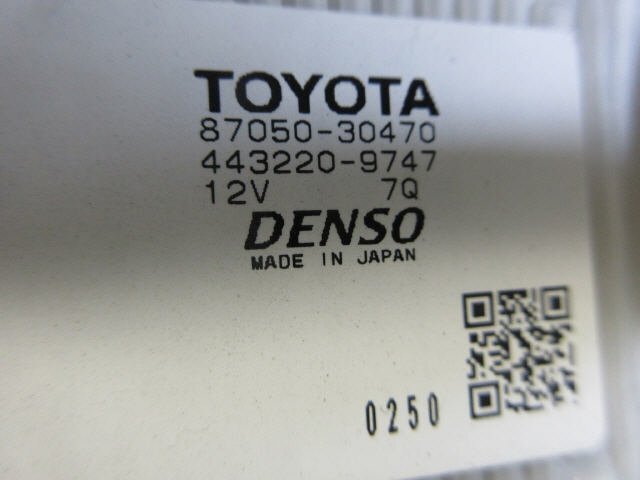 TOYOTA
87050-30470
443220-9747
12V 7Q
DENSO
MADE IN JAPAN
0250